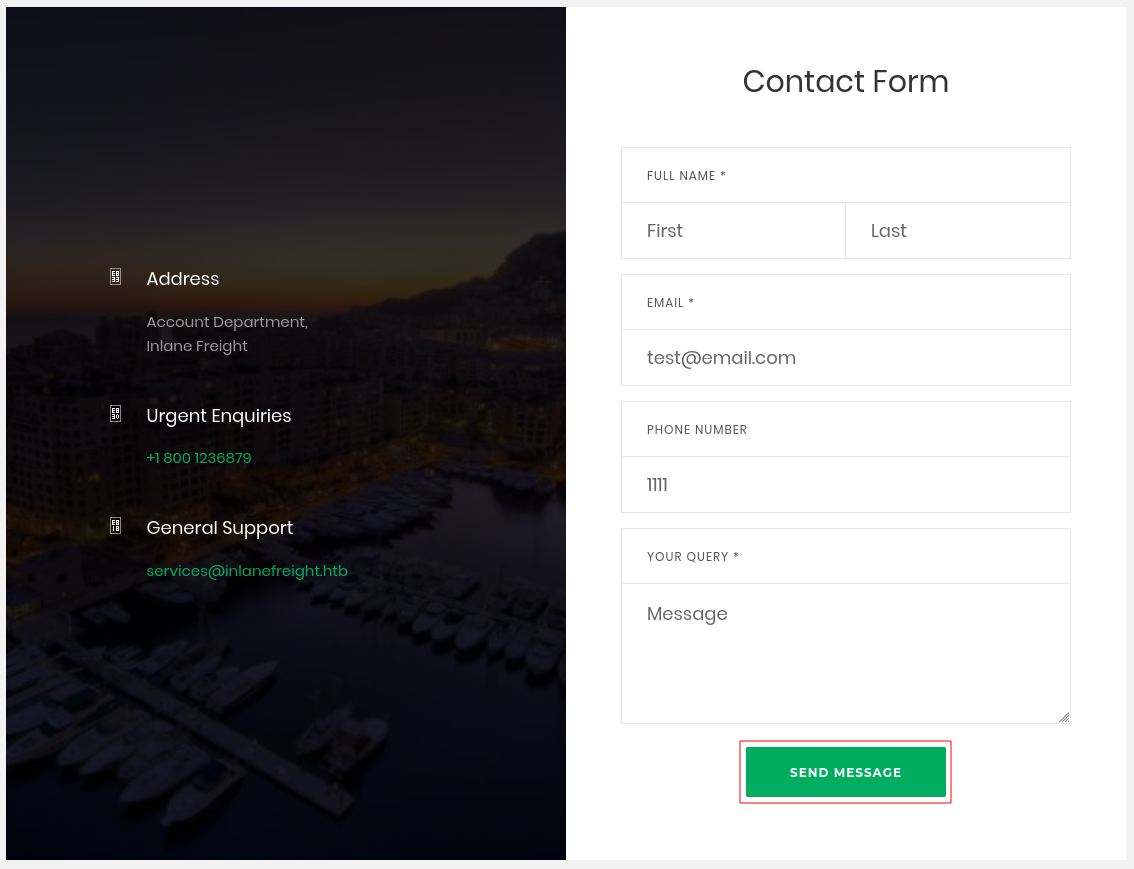 Address
Account Department,
Inlane Freight
Urgent Enquiries
+1 800 1236879
General Support
services@inlanefreight.htb
Contact Form
FULL NAME *
First
Last
EMAIL *
test@email.com
PHONE NUMBER
1111
YOUR QUERY *
Message
SEND MESSAGE